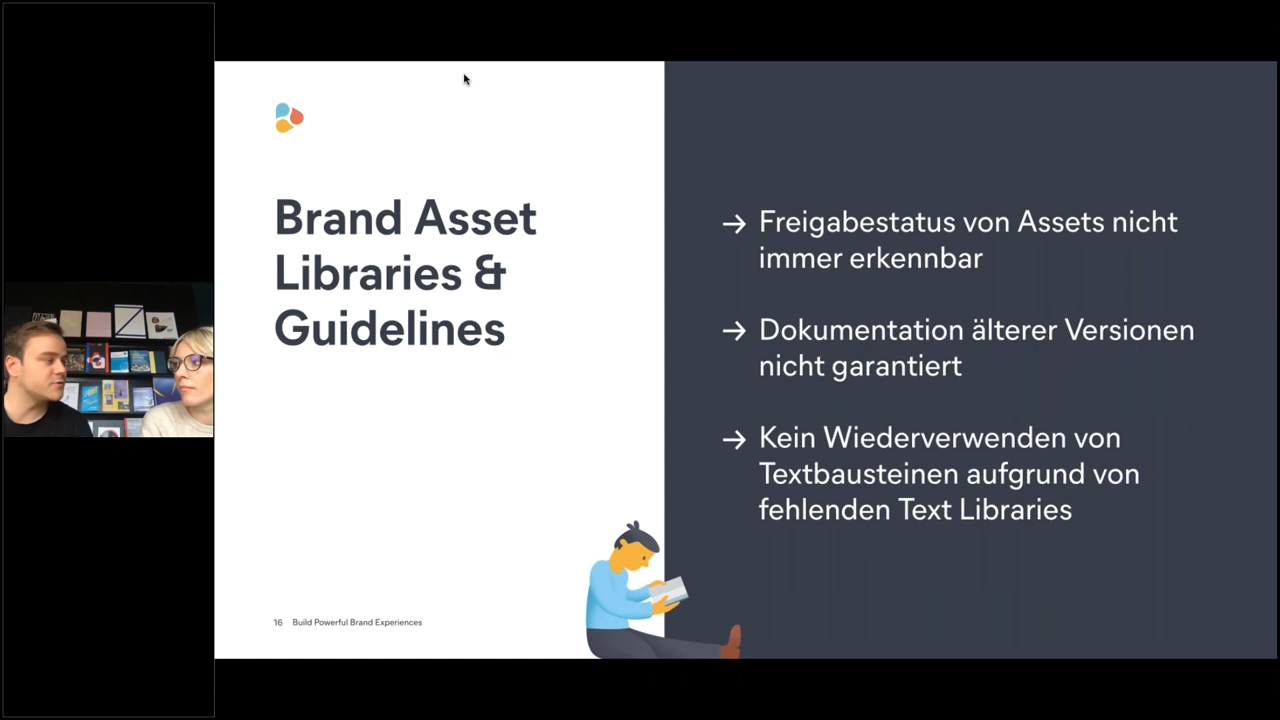 Brand Asset
Libraries &
Guidelines
→ Freigabestatus von Assets nicht
immer erkennbar
→ Dokumentation älterer Versionen
nicht garantiert
→ Kein Wiederverwenden von
Textbausteinen aufgrund von
fehlenden Text Libraries
16 Build Powerful Brand Experiences